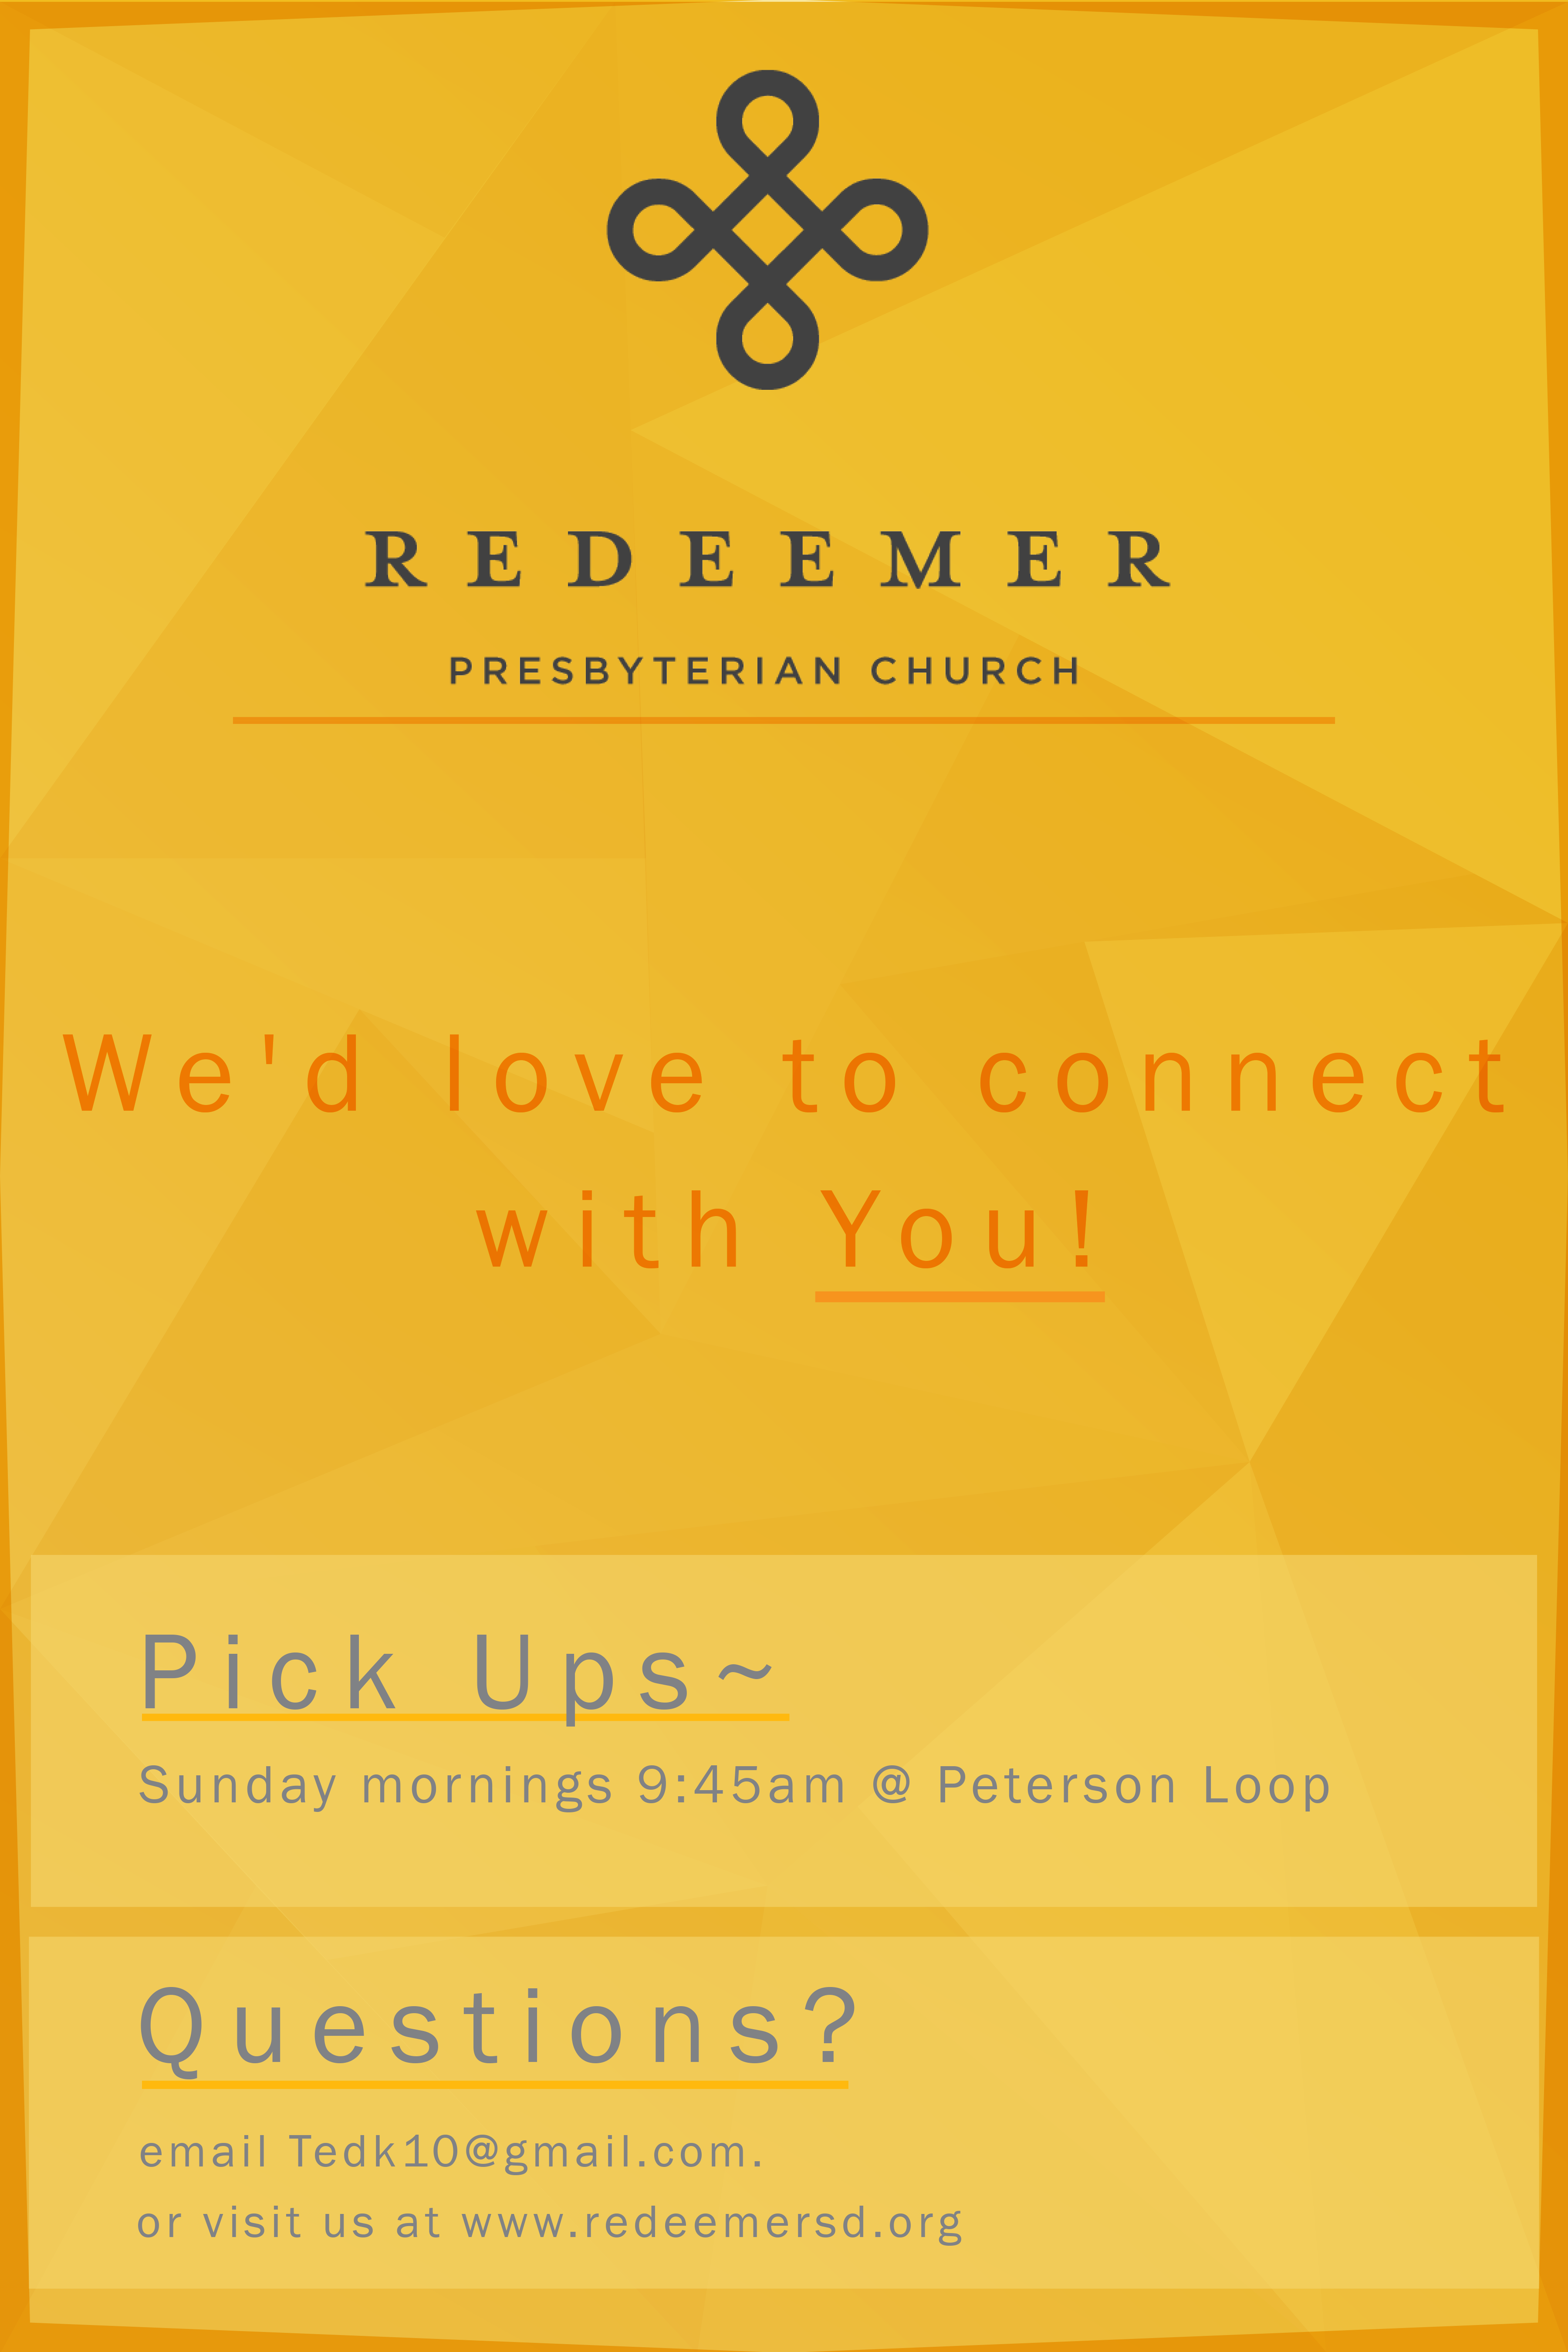 REDEEMER
PRESBYTERIAN CHURCH
We'd love to connect
with You!
Pick Ups~
Sunday mornings 9:45am @ Peterson Loop
Questions?
email Tedk10@gmail.com.
or visit us at www.redeemersd.org